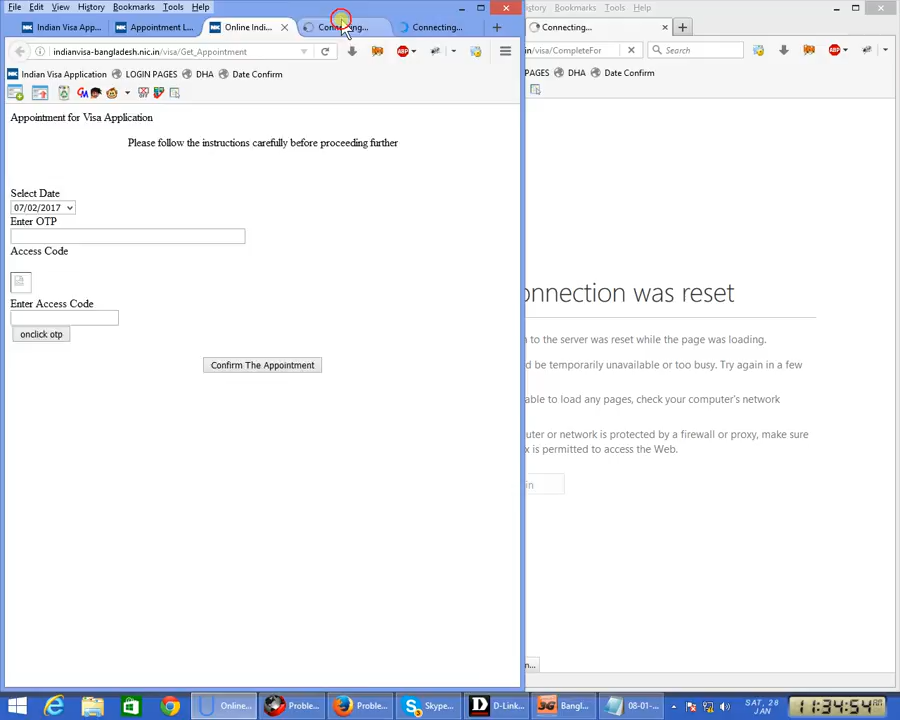 File Edit View History Bookmarks Tools Help
History Bookmarks Tools Help
Indian Visa App... Appointment L... Online Indi... Connecting... Connecting...
Connecting...
indianvisa-bangladesh.nic.in/visa/Get_Appointment
n/visa/CompleteFor
Search
Indian Visa Application LOGIN PAGES DHA Date Confirm
PAGES DHA Date Confirm
Appointment for Visa Application
Please follow the instructions carefully before proceeding further
Select Date
07/02/2017
Enter OTP
Access Code
Enter Access Code
onclick otp
Confirm The Appointment
onnection was reset
n to the server was reset while the page was loading.
d be temporarily unavailable or too busy. Try again in a few
able to load any pages, check your computer's network
uter or network is protected by a firewall or proxy, make sure
x is permitted to access the Web.
in
n...
Online... Proble... Proble... Skype... D-Link... Bangl... 08-01-...
SAT, 28
JAN
11:34:54 AM